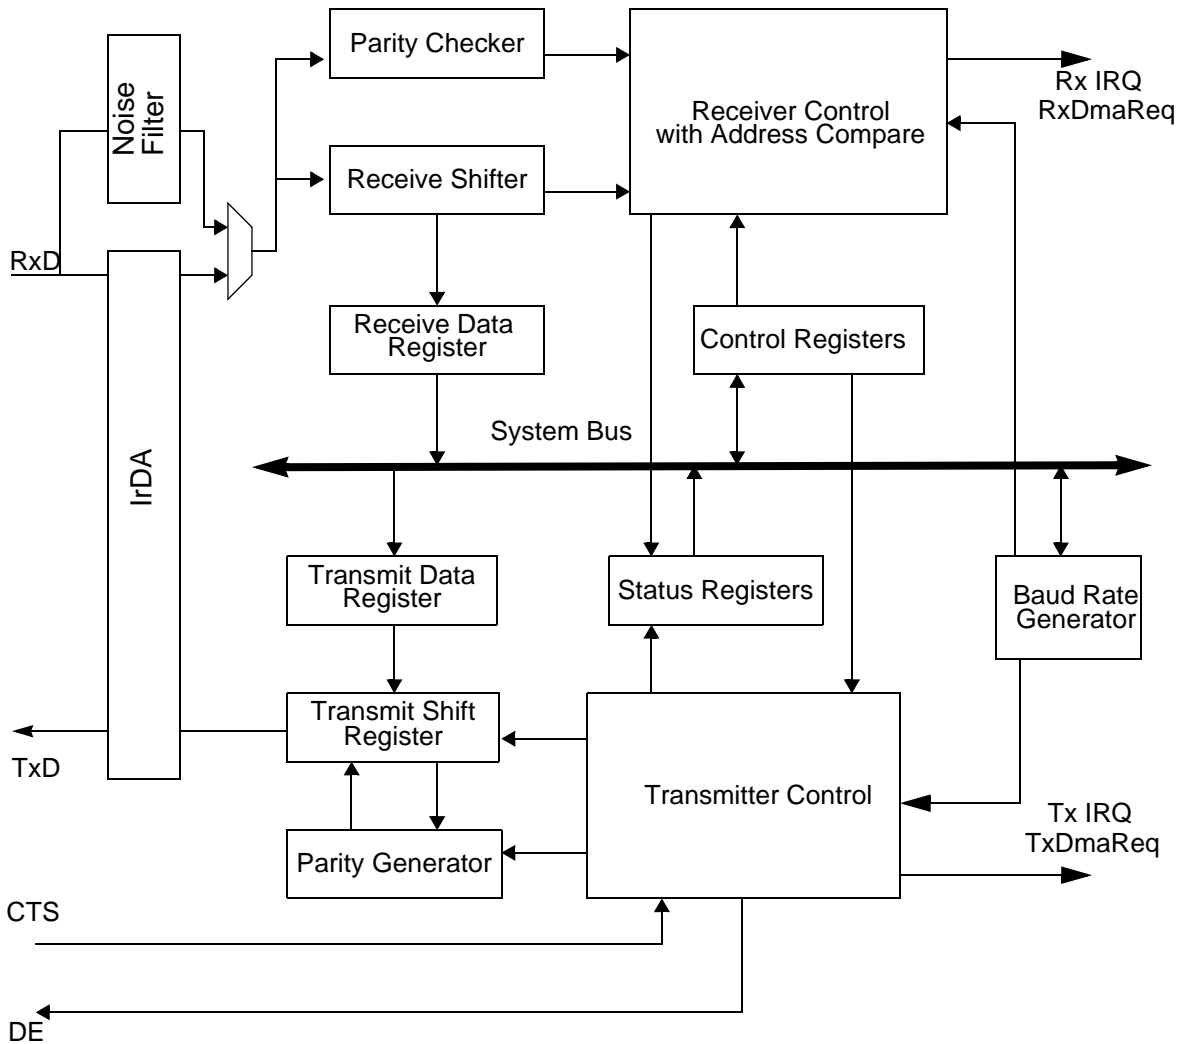 Parity Checker
Noise
Filter
Receiver Control
with Address Compare
Rx IRQ
RxDmaReq
Receive Shifter
RxD
Receive Data
Register
Control Registers
System Bus
IrDA
Transmit Data
Register
Status Registers
Baud Rate
Generator
Transmit Shift
Register
TxD
Transmitter Control
Tx IRQ
TxDmaReq
Parity Generator
CTS
DE